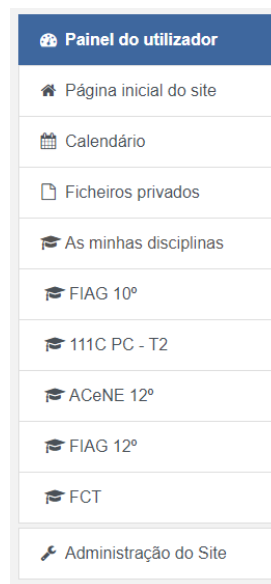 Painel do utilizador
Página inicial do site
Calendário
Ficheiros privados
As minhas disciplinas
FIAG 10º
111C PC - T2
ACeNE 12º
FIAG 12º
FCT
Administração do Site